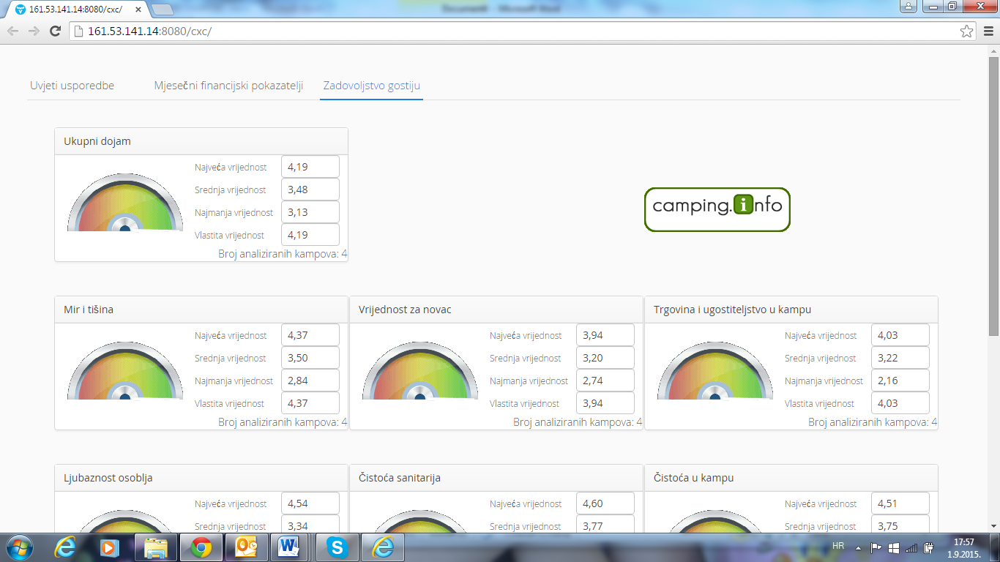 161.53.141.14:8080/cxc/
Document4 - Microsoft Word
161.53.141.14:8080/cxc/
Uvjeti usporedbe Mjesečni financijski pokazatelji Zadovoljstvo gostiju
Ukupni dojam
Najveća vrijednost 4,19
Srednja vrijednost 3,48
Najmanja vrijednost 3,13
Vlastita vrijednost 4,19
Broj analiziranih kampova: 4
camping.info
Mir i tišina
Najveća vrijednost 4,37
Srednja vrijednost 3,50
Najmanja vrijednost 2,84
Vlastita vrijednost 4,37
Broj analiziranih kampova: 4
Vrijednost za novac
Najveća vrijednost 3,94
Srednja vrijednost 3,20
Najmanja vrijednost 2,74
Vlastita vrijednost 3,94
Broj analiziranih kampova: 4
Trgovina i ugostiteljstvo u kampu
Najveća vrijednost 4,03
Srednja vrijednost 3,22
Najmanja vrijednost 2,16
Vlastita vrijednost 4,03
Broj analiziranih kampova: 4
Ljubaznost osoblja
Najveća vrijednost 4,54
Srednja vrijednost 3,34
Čistoća sanitarija
Najveća vrijednost 4,60
Srednja vrijednost 3,77
Čistoća u kampu
Najveća vrijednost 4,51
Srednja vrijednost 3,75
HR
17:57
1.9.2015.